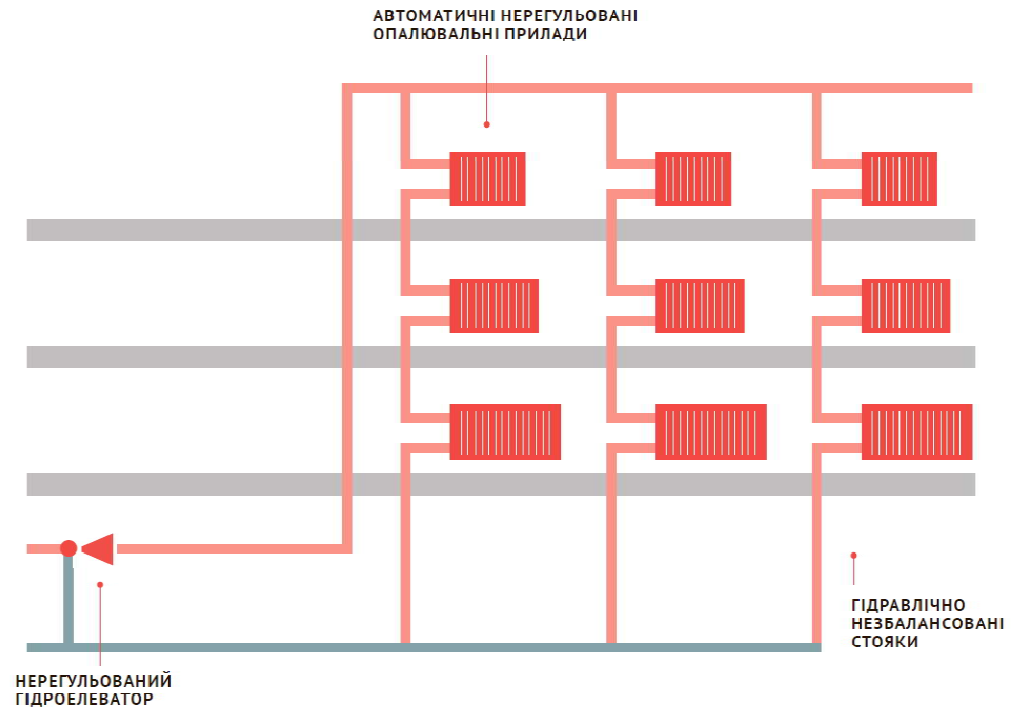 АВТОМАТИЧНІ НЕРЕГУЛЬОВАНІ
ОПАЛЮВАЛЬНІ ПРИЛАДИ
ГІДРАВЛІЧНО
НЕЗБАЛАНСОВАНІ
СТОЯКИ
НЕРЕГУЛЬОВАНИЙ
ГІДРОЕЛЕВАТОР